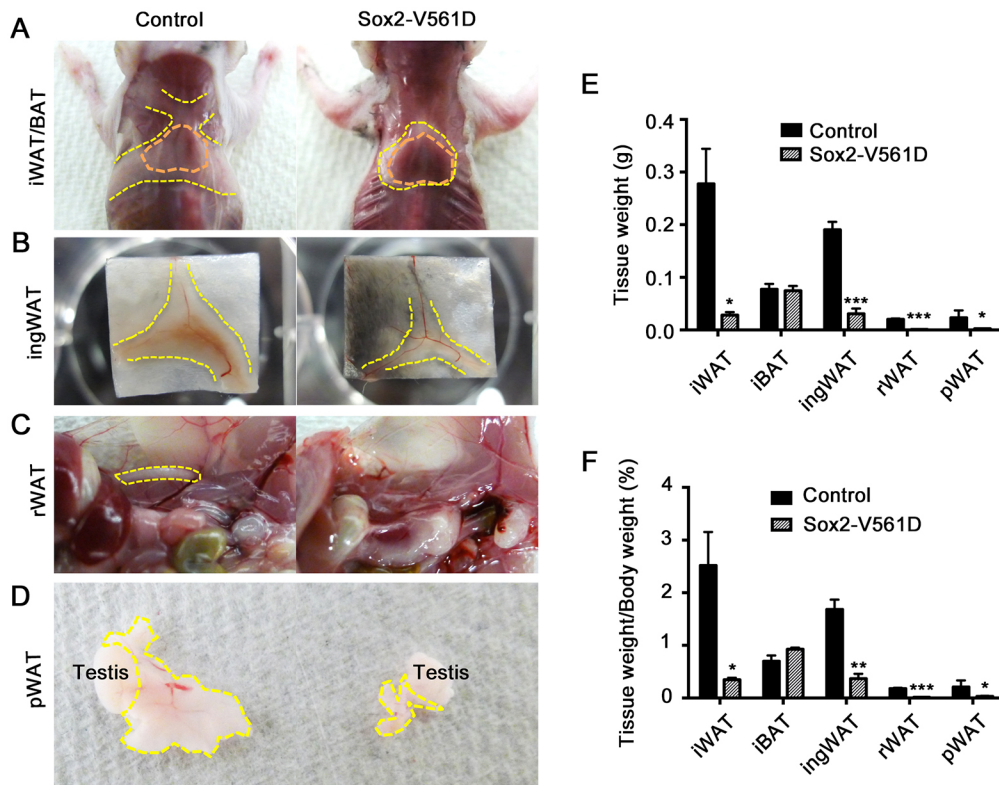 Control
Sox2-V561D
A
iWAT/BAT
B
ingWAT
C
rWAT
D
pWAT
Testis
Testis
E
Tissue weight (g)
0.4
0.3
0.2
0.1
0.0
Control
Sox2-V561D
*
***
***
*
iWAT
iBAT
ingWAT
rWAT
pWAT
F
Tissue weight/Body weight (%)
4
3
2
1
0
Control
Sox2-V561D
*
**
***
*
iWAT
iBAT
ingWAT
rWAT
pWAT